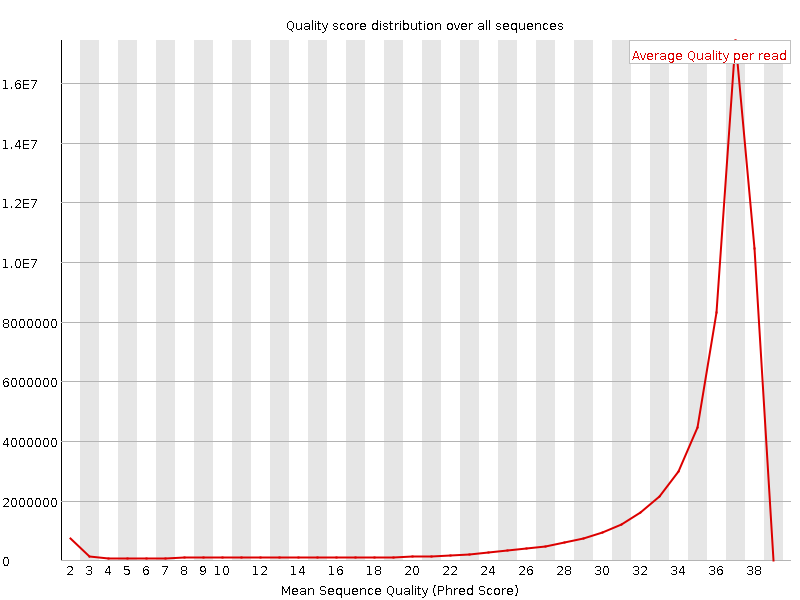 Quality score distribution over all sequences
Average Quality per read
1.6E7
1.4E7
1.2E7
1.0E7
8000000
6000000
4000000
2000000
0
2 3 4 5 6 7 8 9 10 12 14 16 18 20 22 24 26 28 30 32 34 36 38
Mean Sequence Quality (Phred Score)